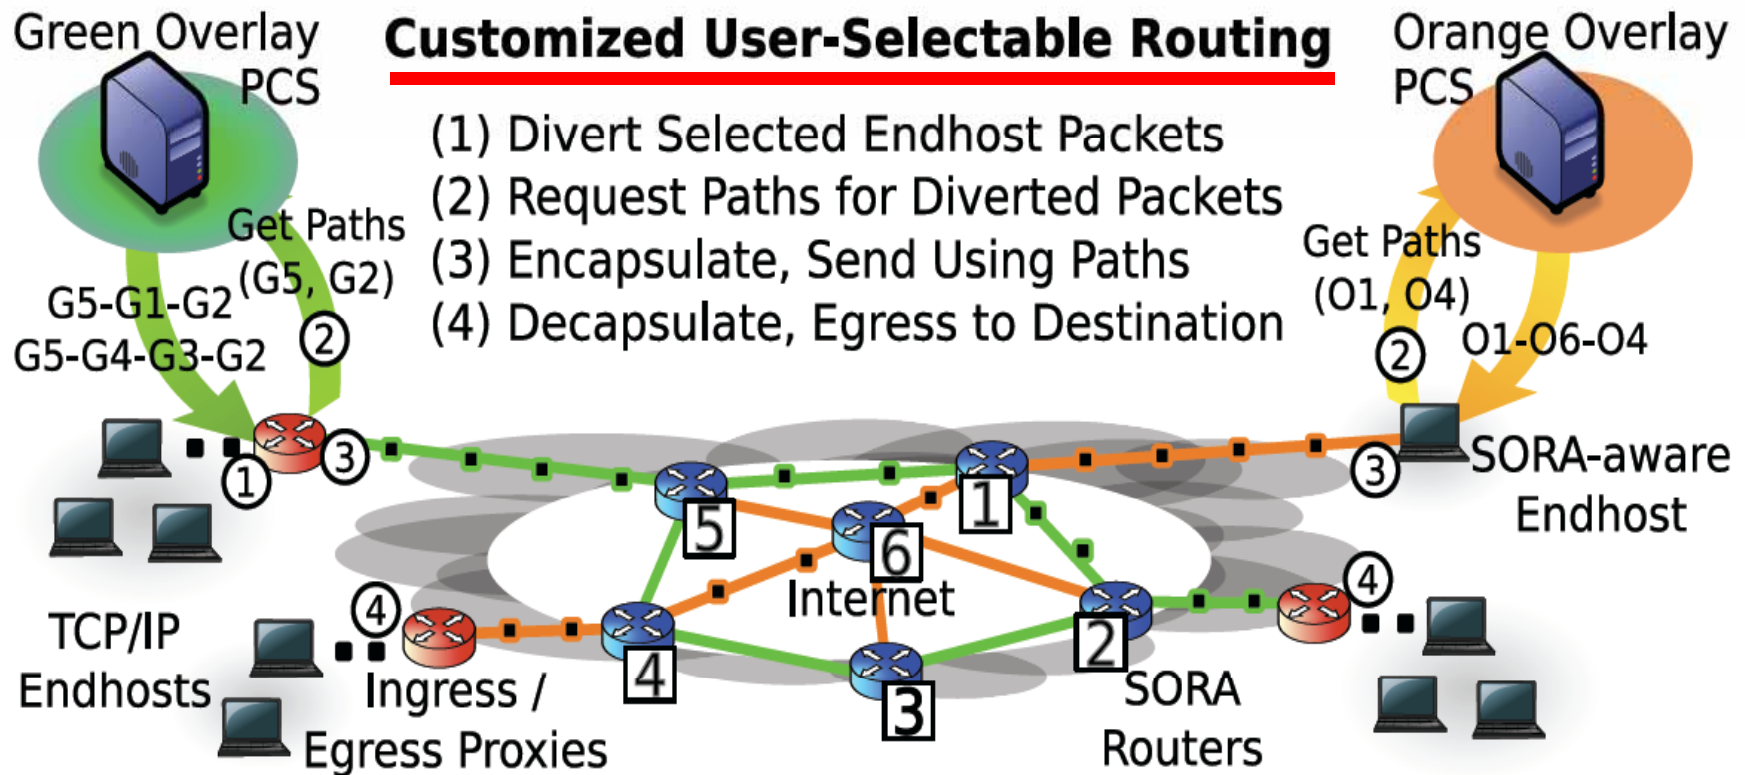 Green Overlay
PCS
Customized User-Selectable Routing
Orange Overlay
PCS
(1) Divert Selected Endhost Packets
(2) Request Paths for Diverted Packets
(3) Encapsulate, Send Using Paths
(4) Decapsulate, Egress to Destination
Get Paths
(G5, G2)
2
G5-G1-G2
G5-G4-G3-G2
Get Paths
(O1, O4)
2
O1-O6-O4
1
3
3
SORA-aware
Endhost
5
1
6
Internet
4
4
TCP/IP
Endhosts
4
3
2
Ingress /
Egress Proxies
SORA
Routers